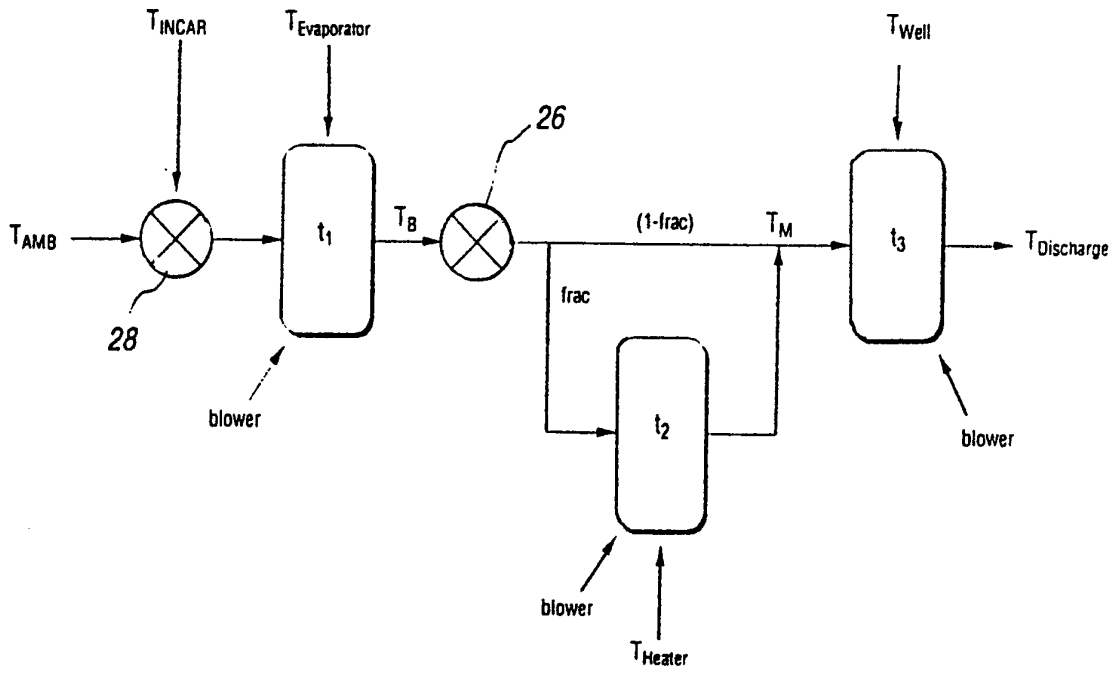 T_INCAR
T_Evaporator
T_Well
26
T_AMB
t_1
T_B
(1-frac)
T_M
t_3
T_Discharge
frac
28
blower
t_2
blower
blower
T_Heater